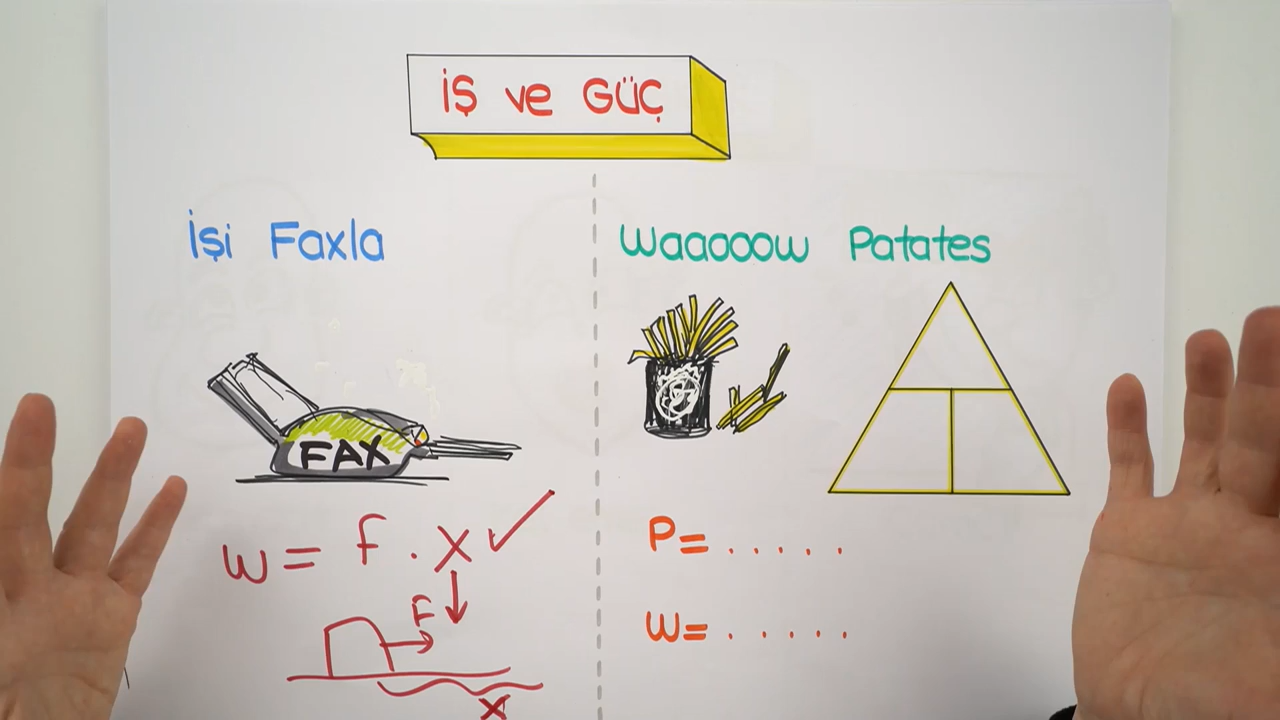 İŞ ve GÜÇ
İşi Faxla
FAX
W = F . X
F
X
Waaooow Patates
P= . . . . .
W= . . . . .